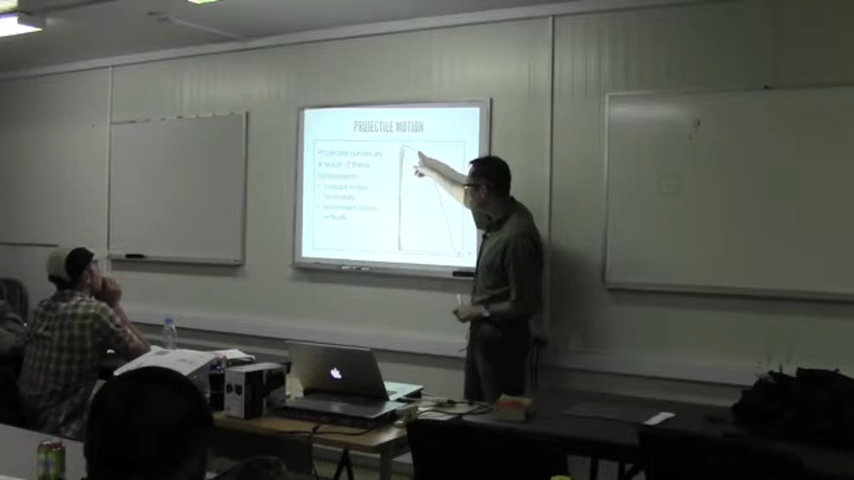 PROJECTILE MOTION
Projectile curves as
a result of these
components
• Constant motion
horizontally
vertically